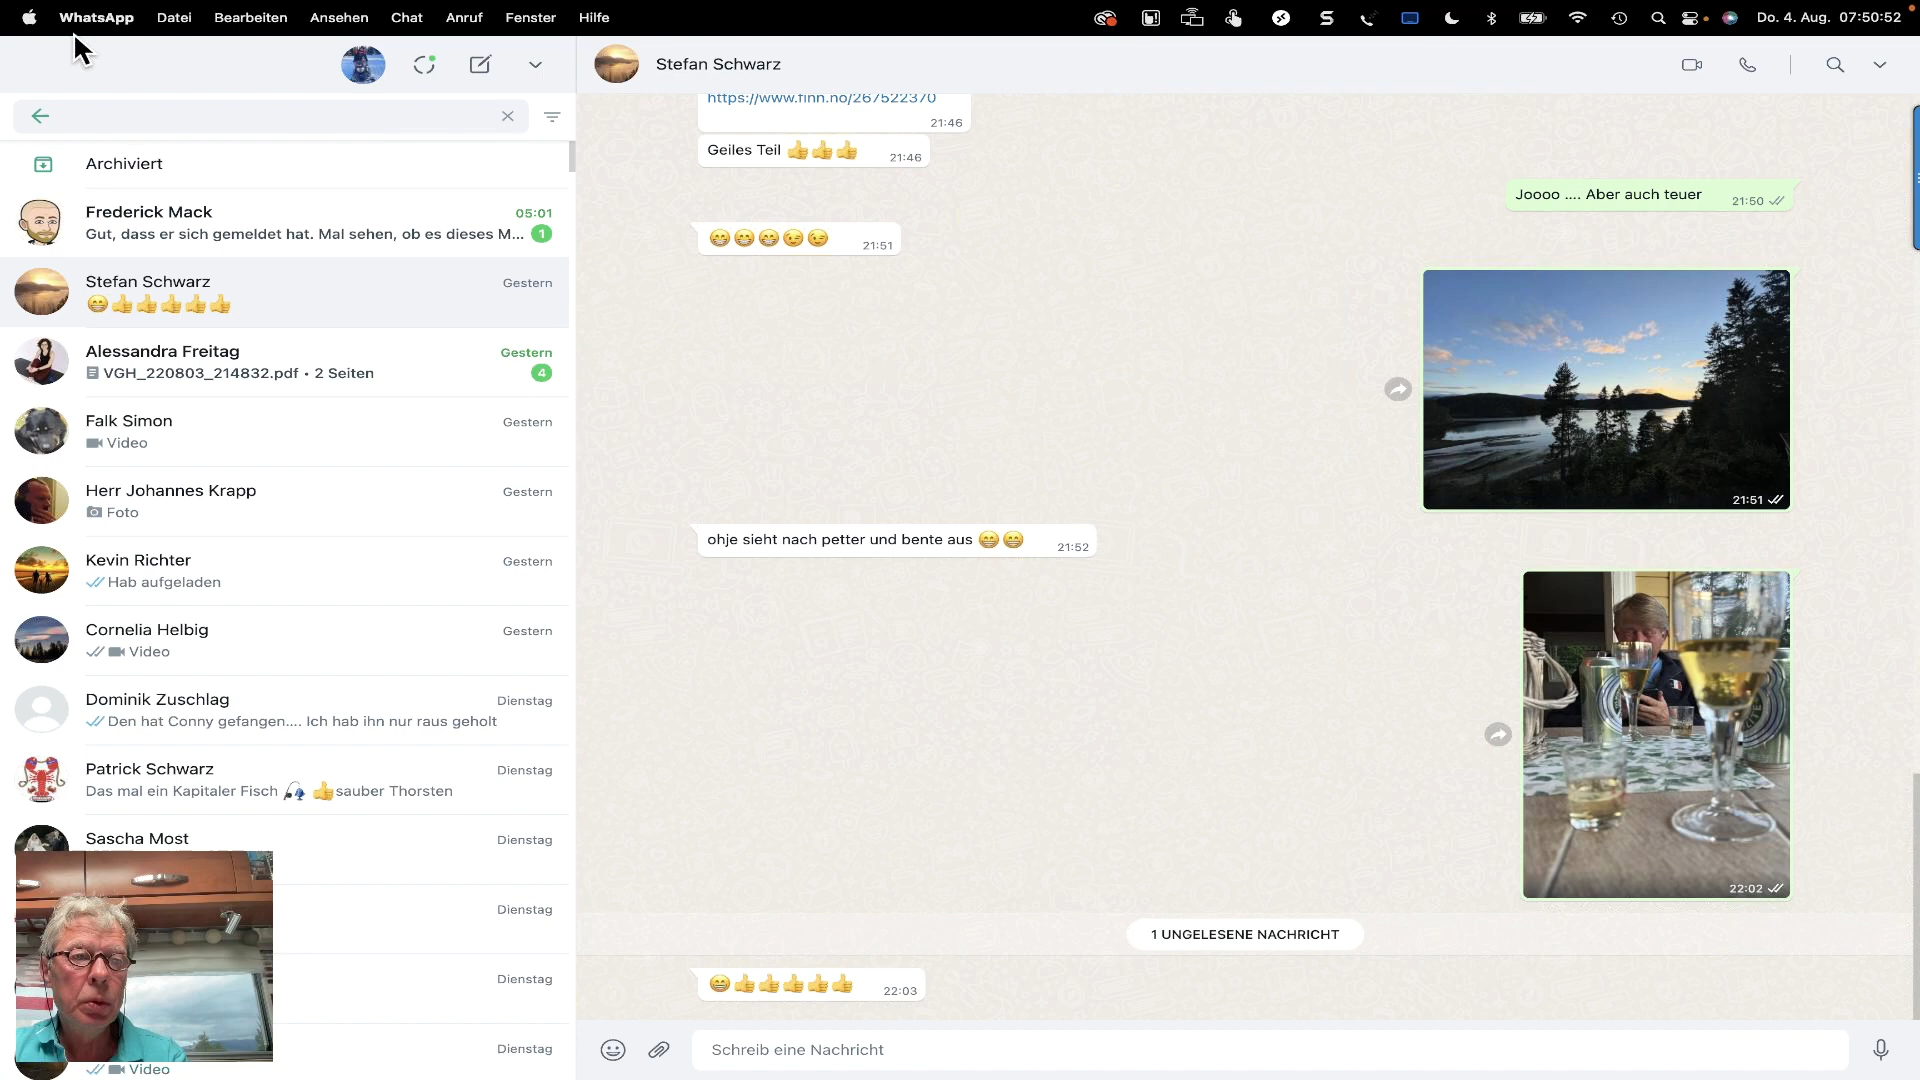 WhatsApp Datei Bearbeiten Ansehen Chat Anruf Fenster Hilfe Do. 4. Aug. 07:50:52
Stefan Schwarz
Archiviert
Frederick Mack 05:01
Gut, dass er sich gemeldet hat. Mal sehen, ob es dieses M... 1
Stefan Schwarz Gestern
😁👍👍👍👍👍
Alessandra Freitag Gestern
VGH_220803_214832.pdf • 2 Seiten 4
Falk Simon Gestern
Video
Herr Johannes Krapp Gestern
Foto
Kevin Richter Gestern
Hab aufgeladen
Cornelia Helbig Gestern
Video
Dominik Zuschlag Dienstag
Den hat Conny gefangen.... Ich hab ihn nur raus geholt
Patrick Schwarz Dienstag
Das mal ein Kapitaler Fisch 🎣 👍sauber Thorsten
Sascha Most Dienstag
Dienstag
Dienstag
Dienstag
Video
https://www.finn.no/267522370
21:46
Geiles Teil 👍👍👍 21:46
Joooo .... Aber auch teuer 21:50
😁😁😁😉😉 21:51
21:51
ohje sieht nach petter und bente aus 😁😁 21:52
22:02
1 UNGELESENE NACHRICHT
😁👍👍👍👍👍 22:03
Schreib eine Nachricht